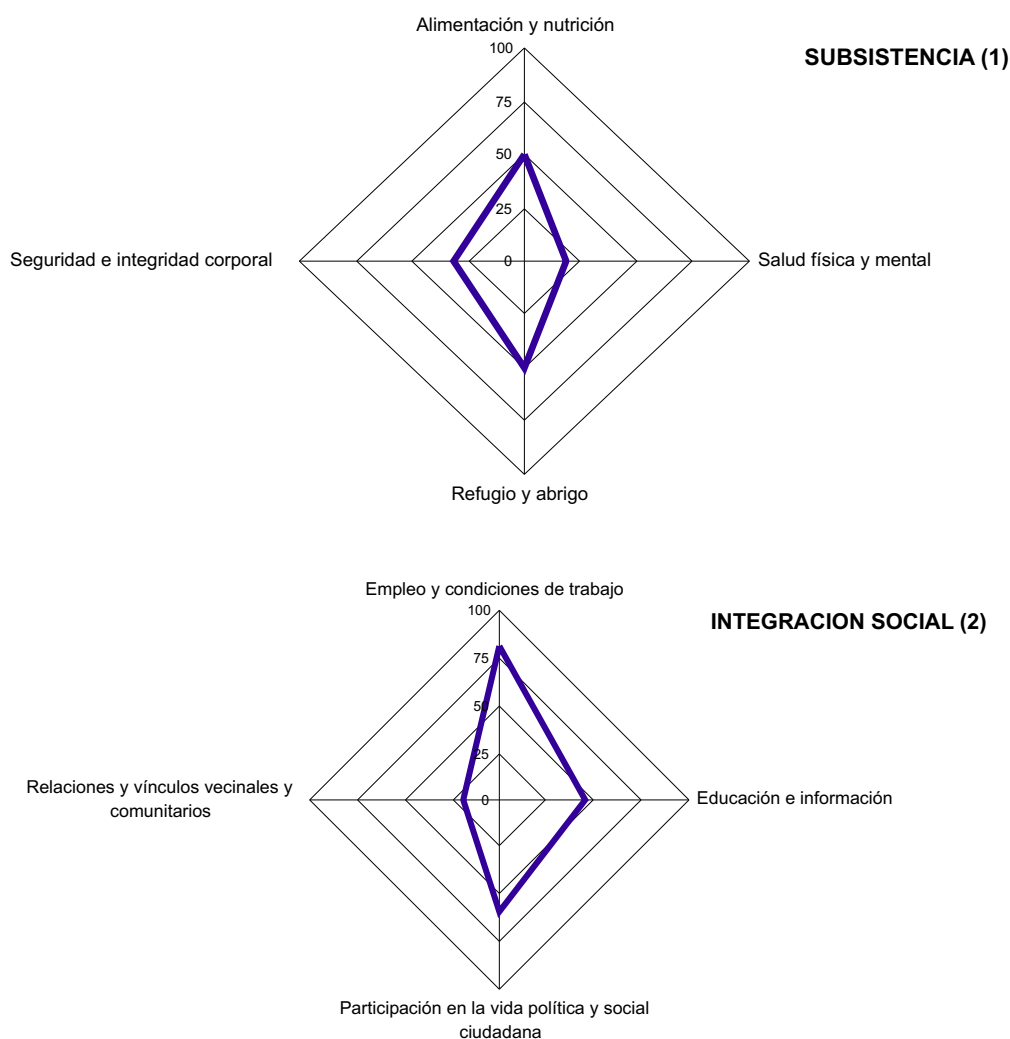 Alimentación y nutrición
100
SUBSISTENCIA (1)
75
50
25
Seguridad e integridad corporal
0
Salud física y mental
Refugio y abrigo
Empleo y condiciones de trabajo
100
INTEGRACION SOCIAL (2)
75
50
25
Relaciones y vínculos vecinales y
comunitarios
0
Educación e información
Participación en la vida política y social
ciudadana